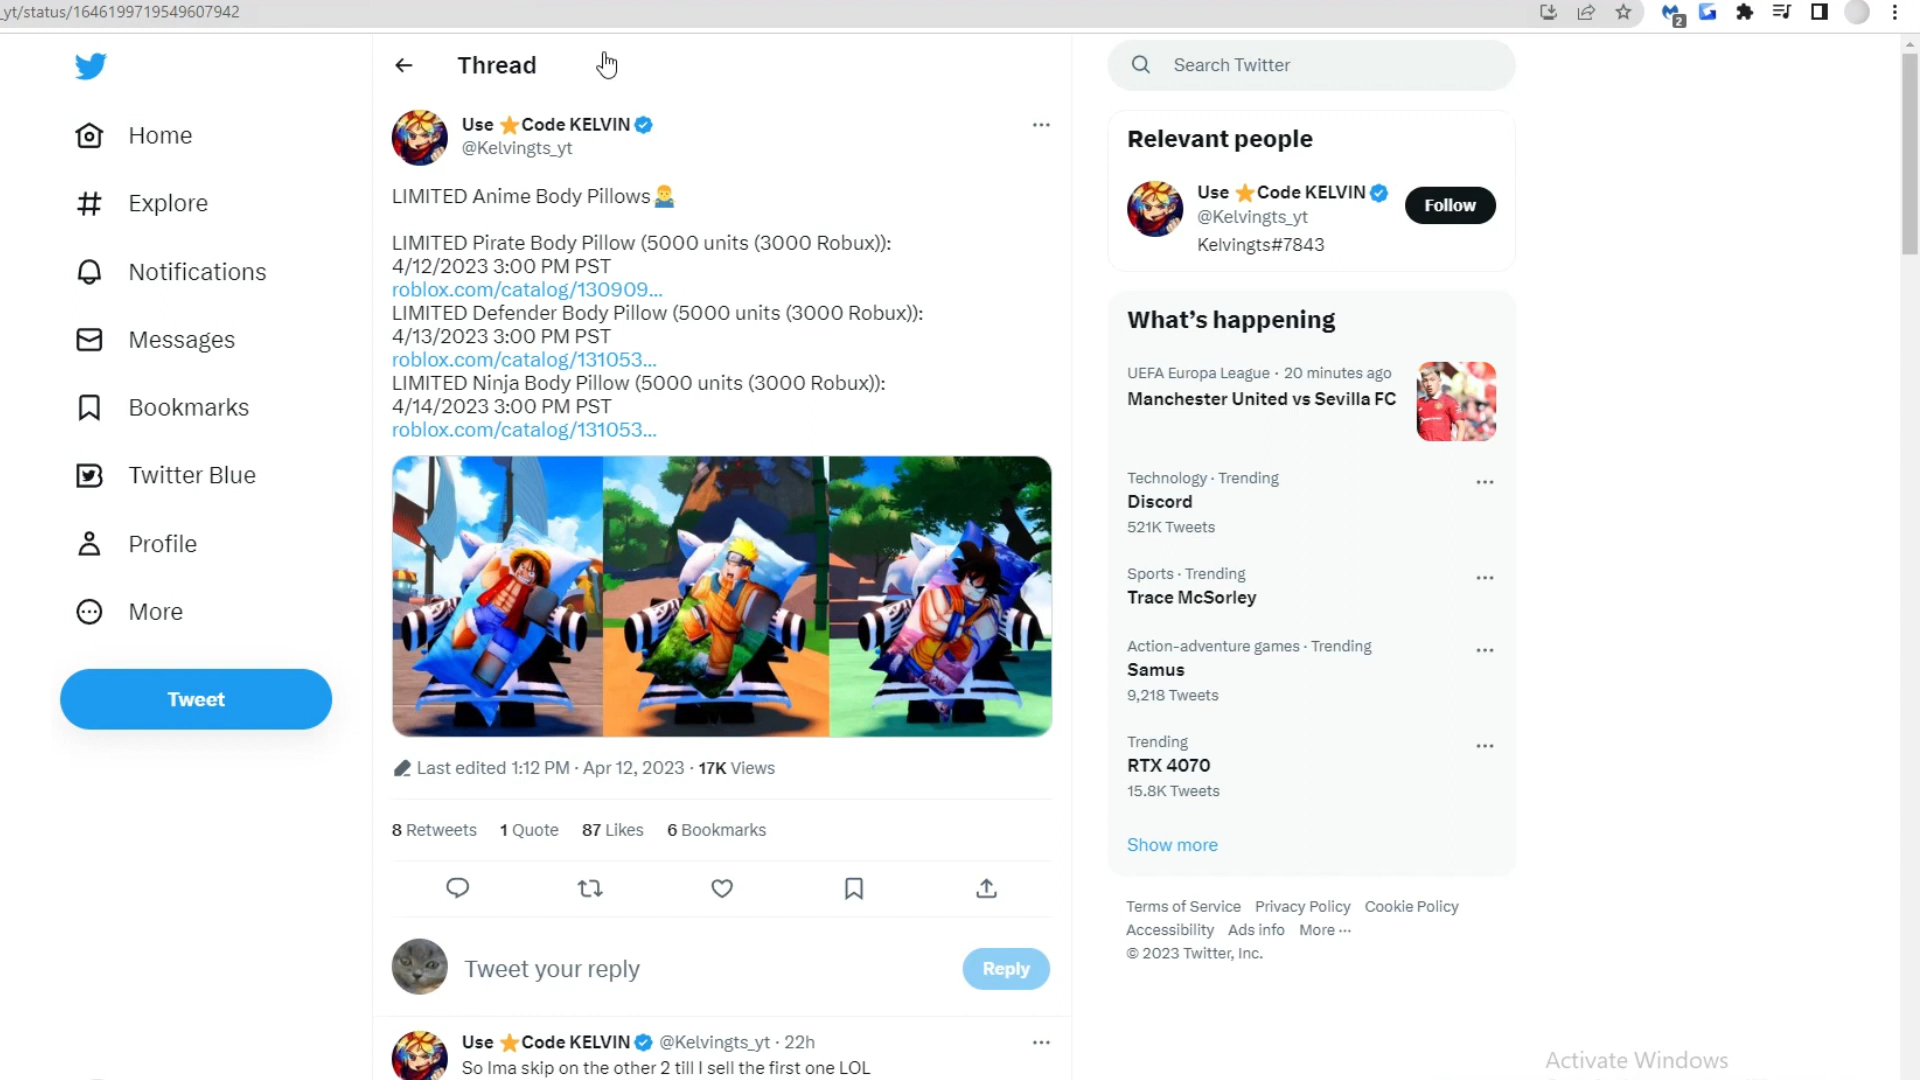 _yt/status/1646199719549607942
2
Thread
Search Twitter
Home
Explore
Notifications
Messages
Bookmarks
Twitter Blue
Profile
More
Tweet
Use ⭐Code KELVIN
@Kelvingts_yt
LIMITED Anime Body Pillows🤷‍♂️
LIMITED Pirate Body Pillow (5000 units (3000 Robux)):
4/12/2023 3:00 PM PST
roblox.com/catalog/130909...
LIMITED Defender Body Pillow (5000 units (3000 Robux)):
4/13/2023 3:00 PM PST
roblox.com/catalog/131053...
LIMITED Ninja Body Pillow (5000 units (3000 Robux)):
4/14/2023 3:00 PM PST
roblox.com/catalog/131053...
Last edited 1:12 PM · Apr 12, 2023 · 17K Views
8 Retweets 1 Quote 87 Likes 6 Bookmarks
Tweet your reply
Reply
Use ⭐Code KELVIN @Kelvingts_yt · 22h
So Ima skip on the other 2 till I sell the first one LOL
Relevant people
Use ⭐Code KELVIN
@Kelvingts_yt
Kelvingts#7843
Follow
What’s happening
UEFA Europa League · 20 minutes ago
Manchester United vs Sevilla FC
Technology · Trending
Discord
521K Tweets
Sports · Trending
Trace McSorley
Action-adventure games · Trending
Samus
9,218 Tweets
Trending
RTX 4070
15.8K Tweets
Show more
Terms of Service Privacy Policy Cookie Policy
Accessibility Ads info More ···
© 2023 Twitter, Inc.
Activate Windows